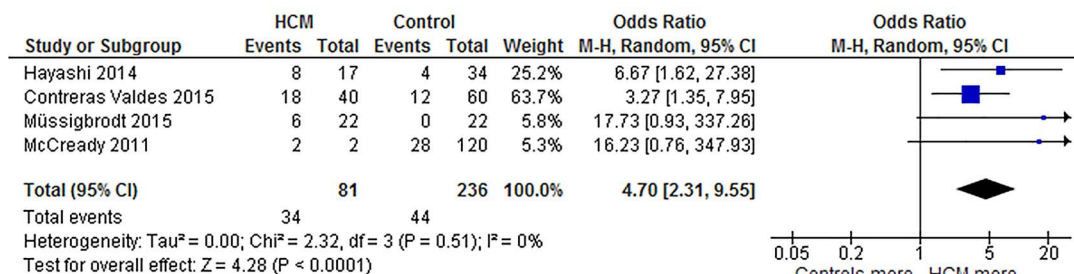 HCM Control Odds Ratio Odds Ratio
Study or Subgroup Events Total Events Total Weight M-H, Random, 95% CI M-H, Random, 95% CI
Hayashi 2014 8 17 4 34 25.2% 6.67 [1.62, 27.38]
Contreras Valdes 2015 18 40 12 60 63.7% 3.27 [1.35, 7.95]
Müssigbrodt 2015 6 22 0 22 5.8% 17.73 [0.93, 337.26]
McCready 2011 2 2 28 120 5.3% 16.23 [0.76, 347.93]
Total (95% CI) 81 236 100.0% 4.70 [2.31, 9.55]
Total events 34 44
Heterogeneity: Tau² = 0.00; Chi² = 2.32, df = 3 (P = 0.51); I² = 0%
Test for overall effect: Z = 4.28 (P < 0.0001)
0.05 0.2 1 5 20
Controls more HCM more